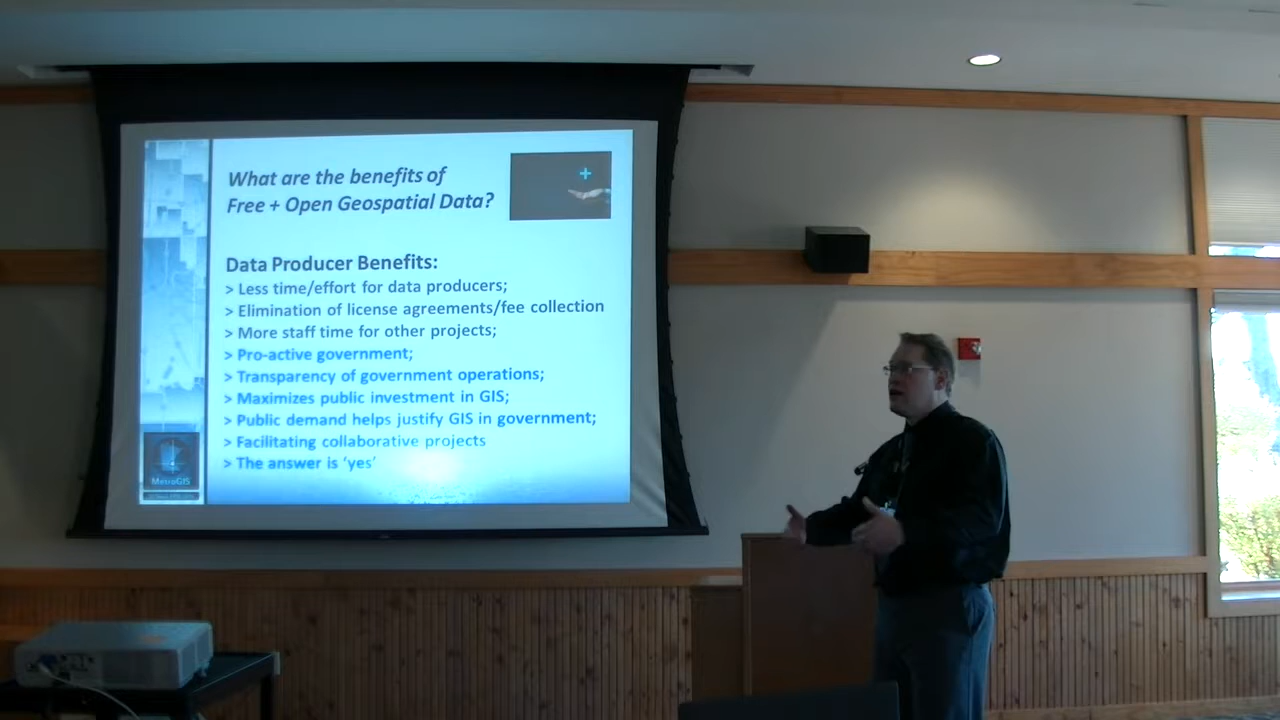 What are the benefits of
Free + Open Geospatial Data?
Data Producer Benefits:
> Less time/effort for data producers;
> Elimination of license agreements/fee collection
> More staff time for other projects;
> Pro-active government;
> Transparency of government operations;
> Maximizes public investment in GIS;
> Public demand helps justify GIS in government;
> Facilitating collaborative projects
> The answer is ‘yes’
MetroGIS